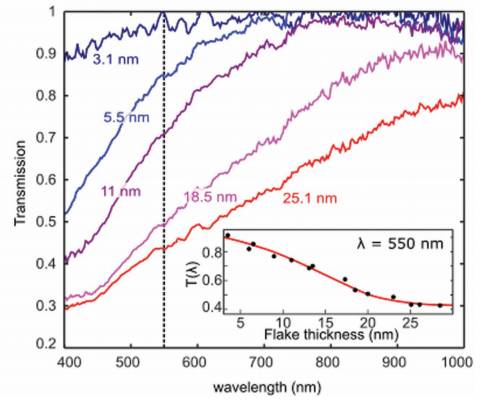 1
0.9
0.8
0.7
0.6
0.5
0.4
0.3
0.2
Transmission
3.1 nm
5.5 nm
11 nm
18.5 nm
25.1 nm
λ = 550 nm
0.8
0.6
0.4
T(λ)
5 10 15 20 25
Flake thickness (nm)
400 500 600 700 800 900 1000
wavelength (nm)